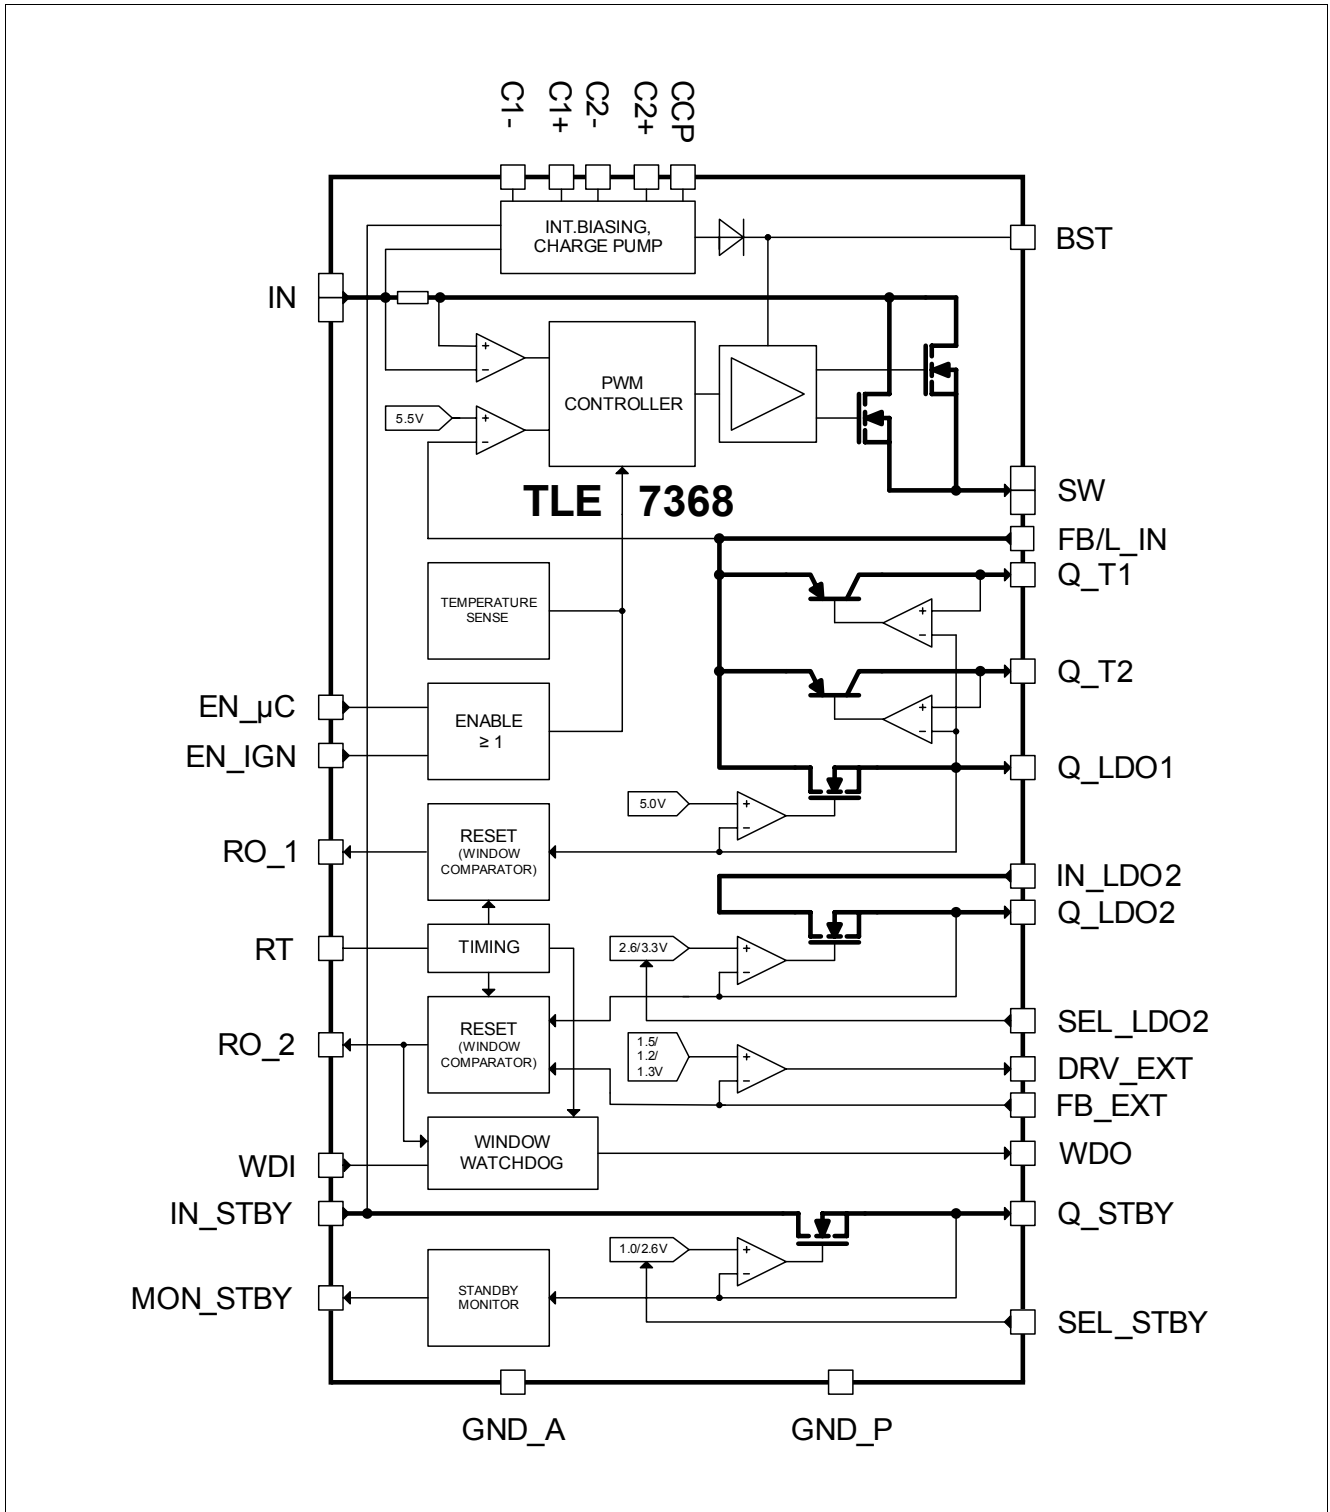 C1-
C1+
C2-
C2+
CCP
INT.BIASING,
CHARGE PUMP
BST
IN
+
−
PWM
CONTROLLER
5.5V
+
−
TLE 7368
SW
FB/L_IN
Q_T1
+
−
TEMPERATURE
SENSE
Q_T2
+
−
EN_µC
ENABLE
≥ 1
EN_IGN
Q_LDO1
5.0V
+
−
RO_1
RESET
(WINDOW
COMPARATOR)
IN_LDO2
Q_LDO2
RT
TIMING
2.6/3.3V
+
−
RO_2
RESET
(WINDOW
COMPARATOR)
SEL_LDO2
1.5/
1.2/
1.3V
+
−
DRV_EXT
FB_EXT
WDI
WINDOW
WATCHDOG
WDO
IN_STBY
Q_STBY
1.0/2.6V
+
−
MON_STBY
STANDBY
MONITOR
SEL_STBY
GND_A
GND_P